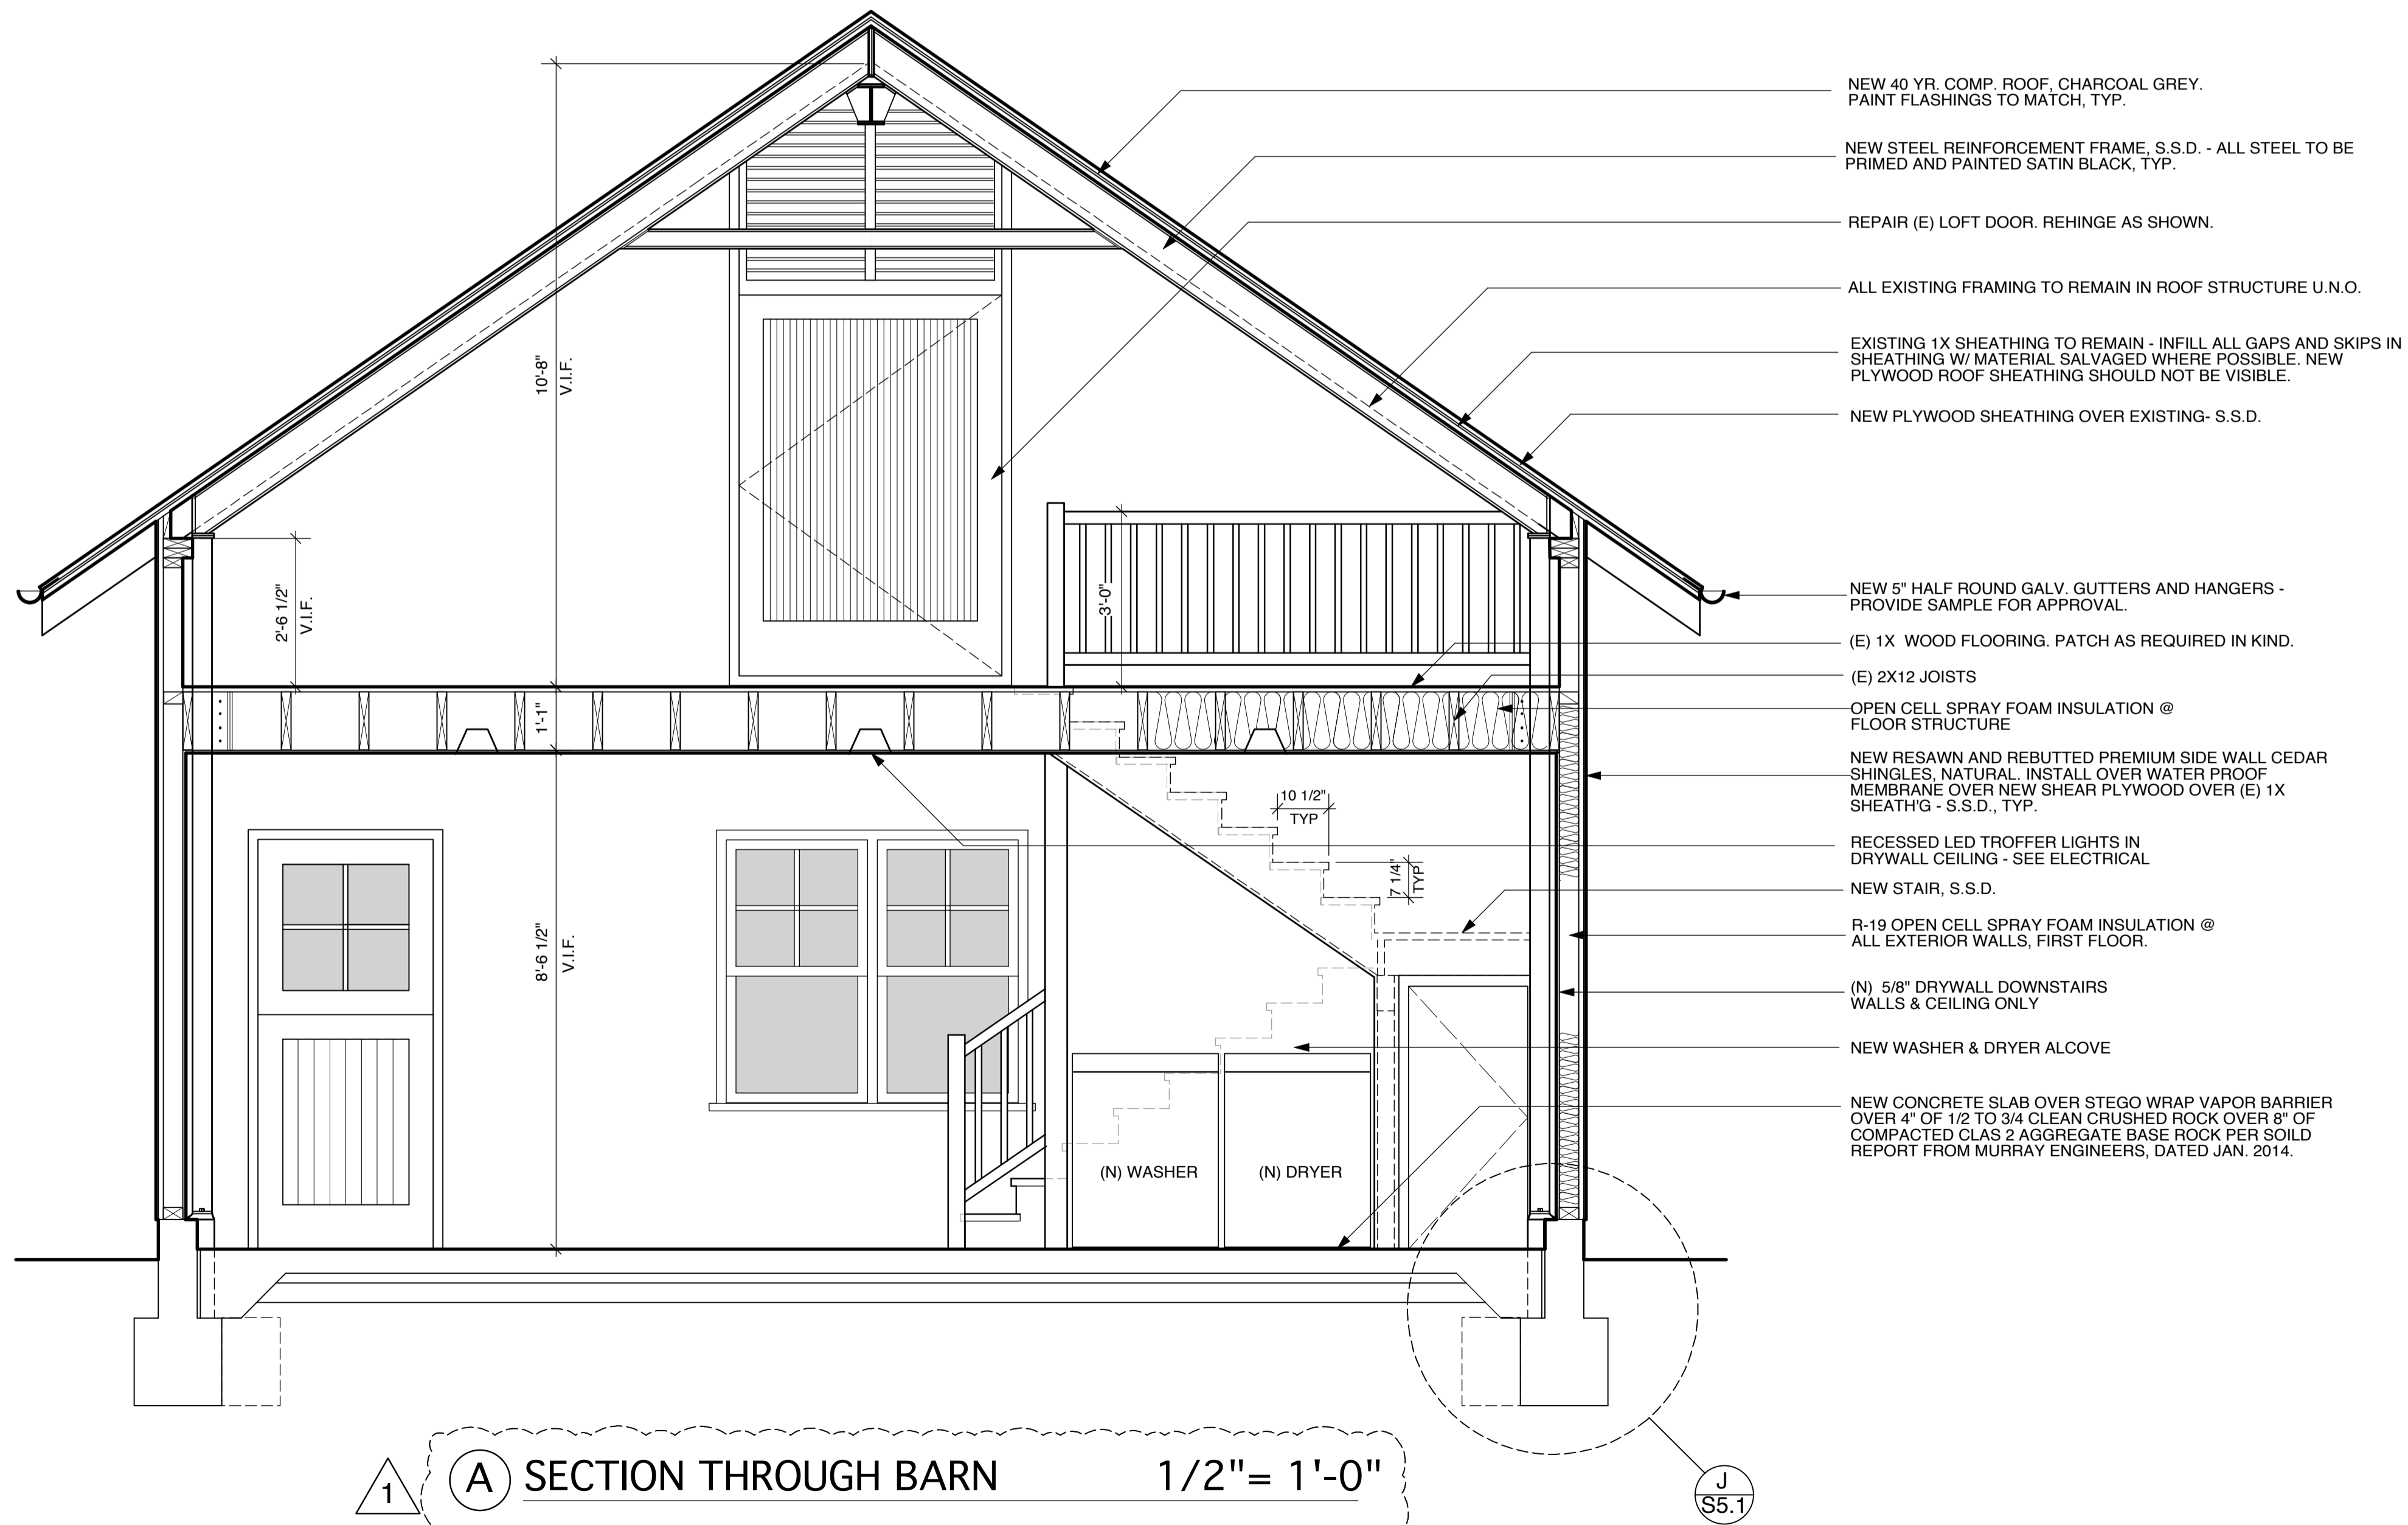 NEW 40 YR. COMP. ROOF, CHARCOAL GREY.
PAINT FLASHINGS TO MATCH, TYP.
NEW STEEL REINFORCEMENT FRAME, S.S.D. - ALL STEEL TO BE
PRIMED AND PAINTED SATIN BLACK, TYP.
REPAIR (E) LOFT DOOR. REHINGE AS SHOWN.
ALL EXISTING FRAMING TO REMAIN IN ROOF STRUCTURE U.N.O.
EXISTING 1X SHEATHING TO REMAIN - INFILL ALL GAPS AND SKIPS IN
SHEATHING W/ MATERIAL SALVAGED WHERE POSSIBLE. NEW
PLYWOOD ROOF SHEATHING SHOULD NOT BE VISIBLE.
NEW PLYWOOD SHEATHING OVER EXISTING- S.S.D.
NEW 5" HALF ROUND GALV. GUTTERS AND HANGERS -
PROVIDE SAMPLE FOR APPROVAL.
(E) 1X WOOD FLOORING. PATCH AS REQUIRED IN KIND.
(E) 2X12 JOISTS
OPEN CELL SPRAY FOAM INSULATION @
FLOOR STRUCTURE
NEW RESAWN AND REBUTTED PREMIUM SIDE WALL CEDAR
SHINGLES, NATURAL. INSTALL OVER WATER PROOF
MEMBRANE OVER NEW SHEAR PLYWOOD OVER (E) 1X
SHEATH'G - S.S.D., TYP.
RECESSED LED TROFFER LIGHTS IN
DRYWALL CEILING - SEE ELECTRICAL
NEW STAIR, S.S.D.
R-19 OPEN CELL SPRAY FOAM INSULATION @
ALL EXTERIOR WALLS, FIRST FLOOR.
(N) 5/8" DRYWALL DOWNSTAIRS
WALLS & CEILING ONLY
NEW WASHER & DRYER ALCOVE
NEW CONCRETE SLAB OVER STEGO WRAP VAPOR BARRIER
OVER 4" OF 1/2 TO 3/4 CLEAN CRUSHED ROCK OVER 8" OF
COMPACTED CLAS 2 AGGREGATE BASE ROCK PER SOILD
REPORT FROM MURRAY ENGINEERS, DATED JAN. 2014.
10'-8"
V.I.F.
2'-6 1/2"
V.I.F.
3'-0"
1'-1"
8'-6 1/2"
V.I.F.
10 1/2"
TYP
7 1/4"
TYP
(N) WASHER
(N) DRYER
1
A
SECTION THROUGH BARN
1/2"= 1'-0"
J
S5.1